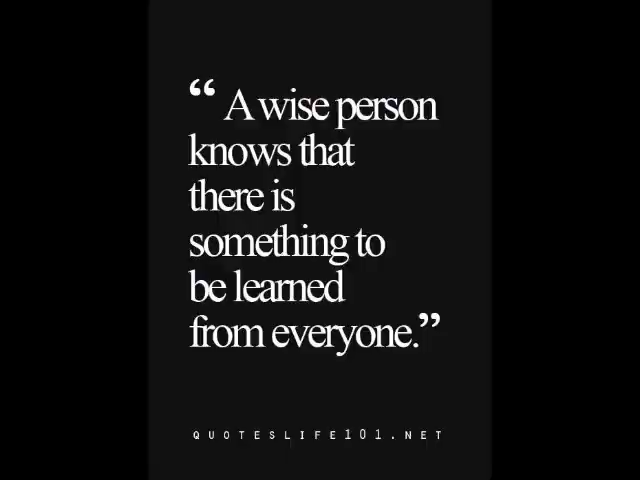 “ A wise person
knows that
there is
something to
be learned
from everyone.”
QUOTESLIFE101.NET